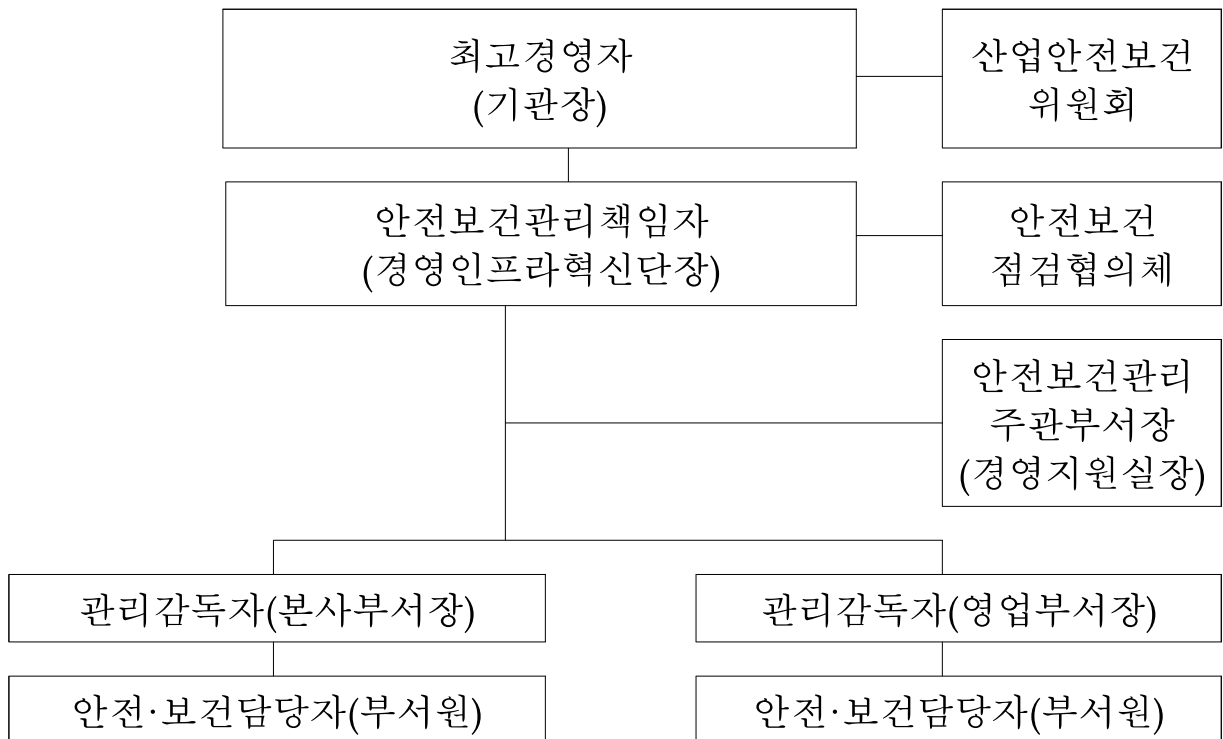 최고경영자
(기관장)
산업안전보건
위원회
안전보건관리책임자
(경영인프라혁신단장)
안전보건
점검협의체
안전보건관리
주관부서장
(경영지원실장)
관리감독자(본사부서장)
관리감독자(영업부서장)
안전·보건담당자(부서원)
안전·보건담당자(부서원)